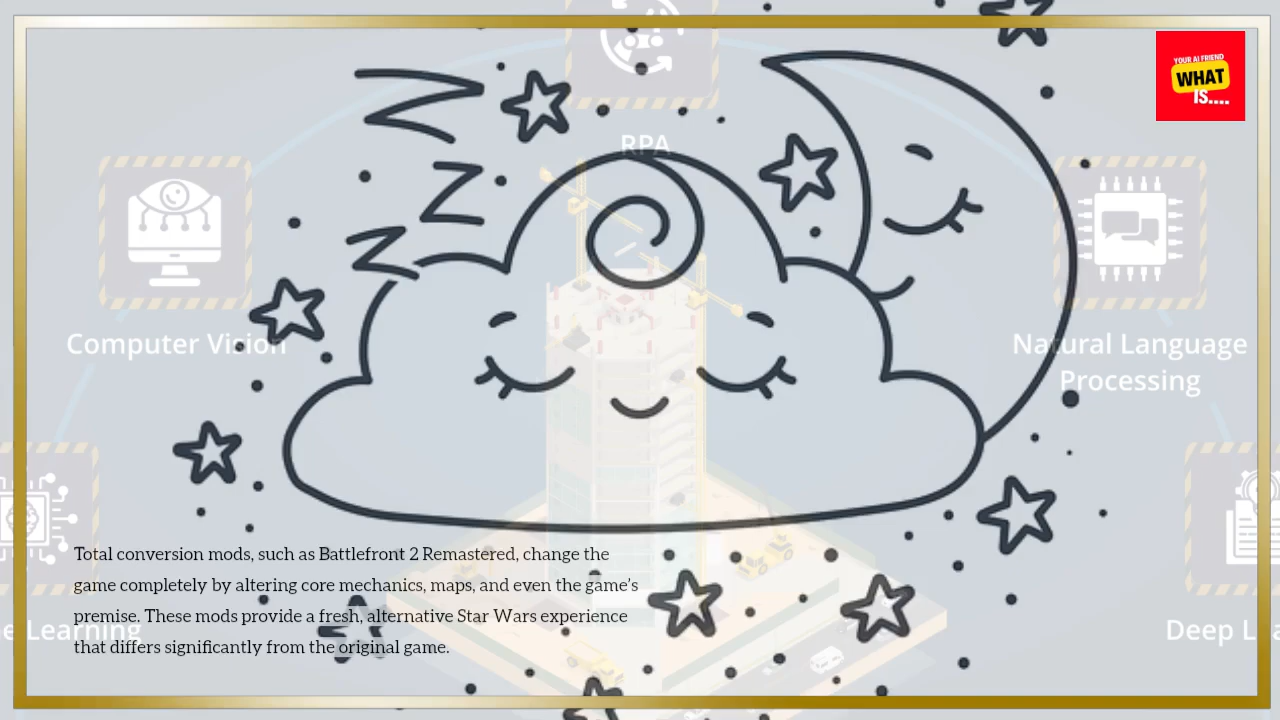 YOUR AI FRIEND
WHAT
IS....
RPA
Computer Vision
Natural Language
Processing
Total conversion mods, such as Battlefront 2 Remastered, change the
game completely by altering core mechanics, maps, and even the game's
premise. These mods provide a fresh, alternative Star Wars experience
that differs significantly from the original game.
e Learning
Deep L